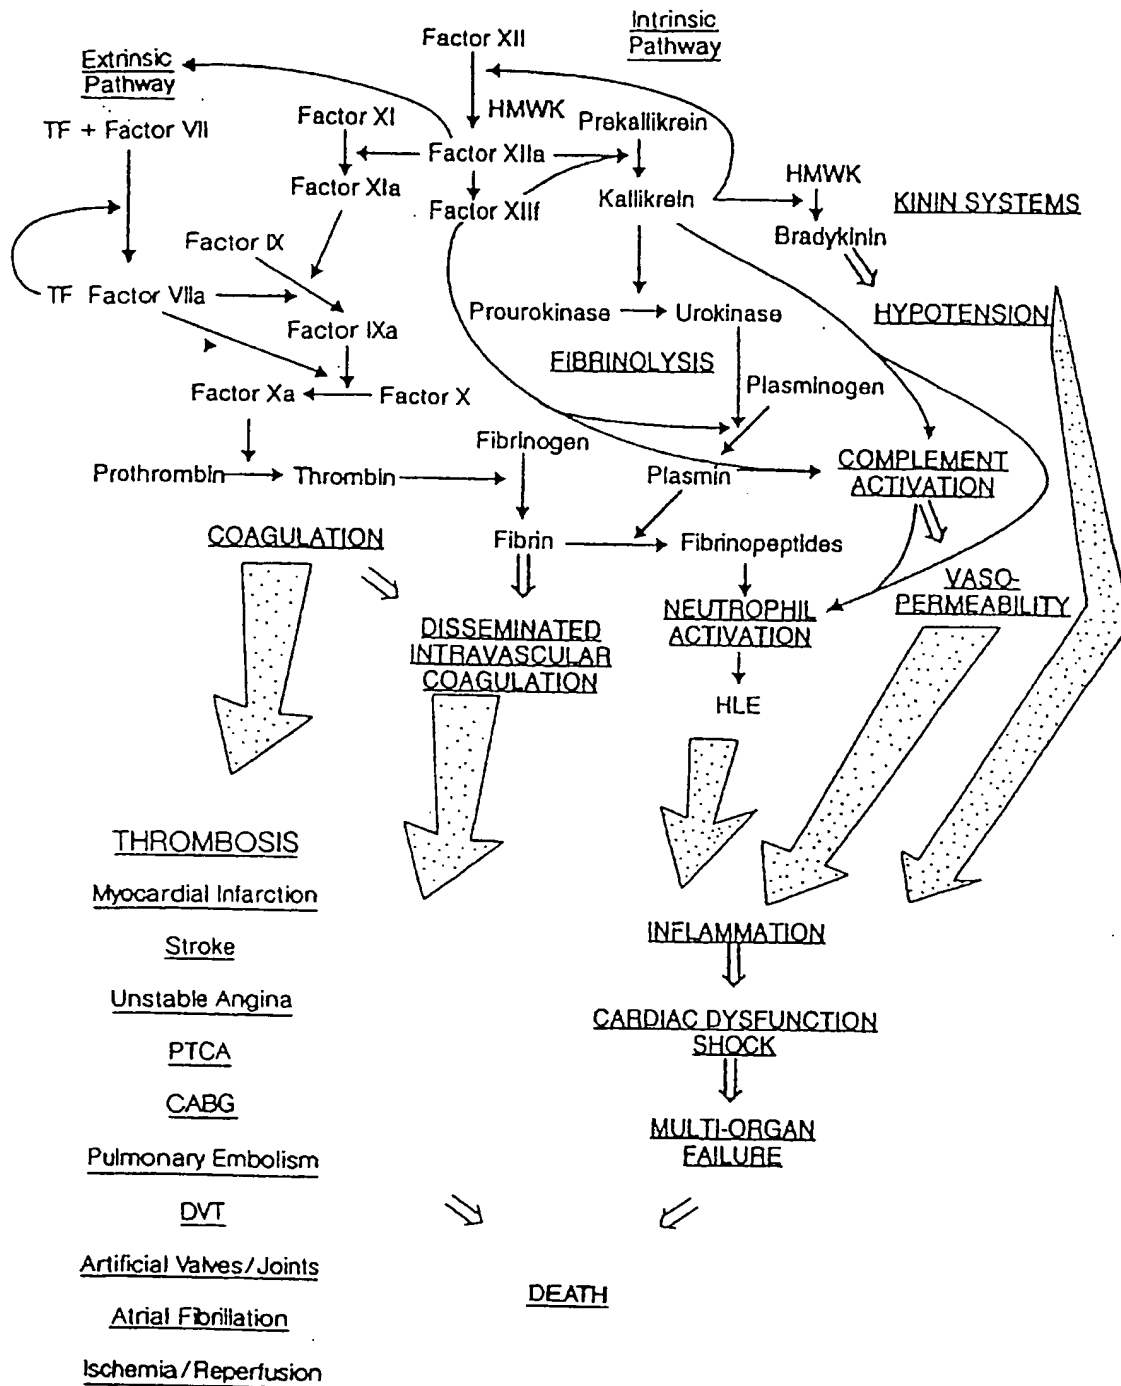 Intrinsic
Pathway
Factor XII
Extrinsic
Pathway
HMWK
Factor XI
Prekallikrein
TF + Factor VII
Factor XIIa
HMWK
Factor XIa
Kallikrein
KININ SYSTEMS
Factor XIIf
Bradykinin
Factor IX
TF Factor VIIa
Prourokinase
Urokinase
HYPOTENSION
Factor IXa
FIBRINOLYSIS
Plasminogen
Factor Xa
Factor X
Fibrinogen
Prothrombin
Thrombin
Plasmin
COMPLEMENT
ACTIVATION
COAGULATION
Fibrin
Fibrinopeptides
VASO-
PERMEABILITY
NEUTROPHIL
ACTIVATION
DISSEMINATED
INTRAVASCULAR
COAGULATION
HLE
THROMBOSIS
Myocardial Infarction
INFLAMMATION
Stroke
Unstable Angina
CARDIAC DYSFUNCTION
SHOCK
PTCA
CABG
MULTI-ORGAN
FAILURE
Pulmonary Embolism
DVT
Artificial Valves/Joints
DEATH
Atrial Fibrillation
Ischemia/Reperfusion